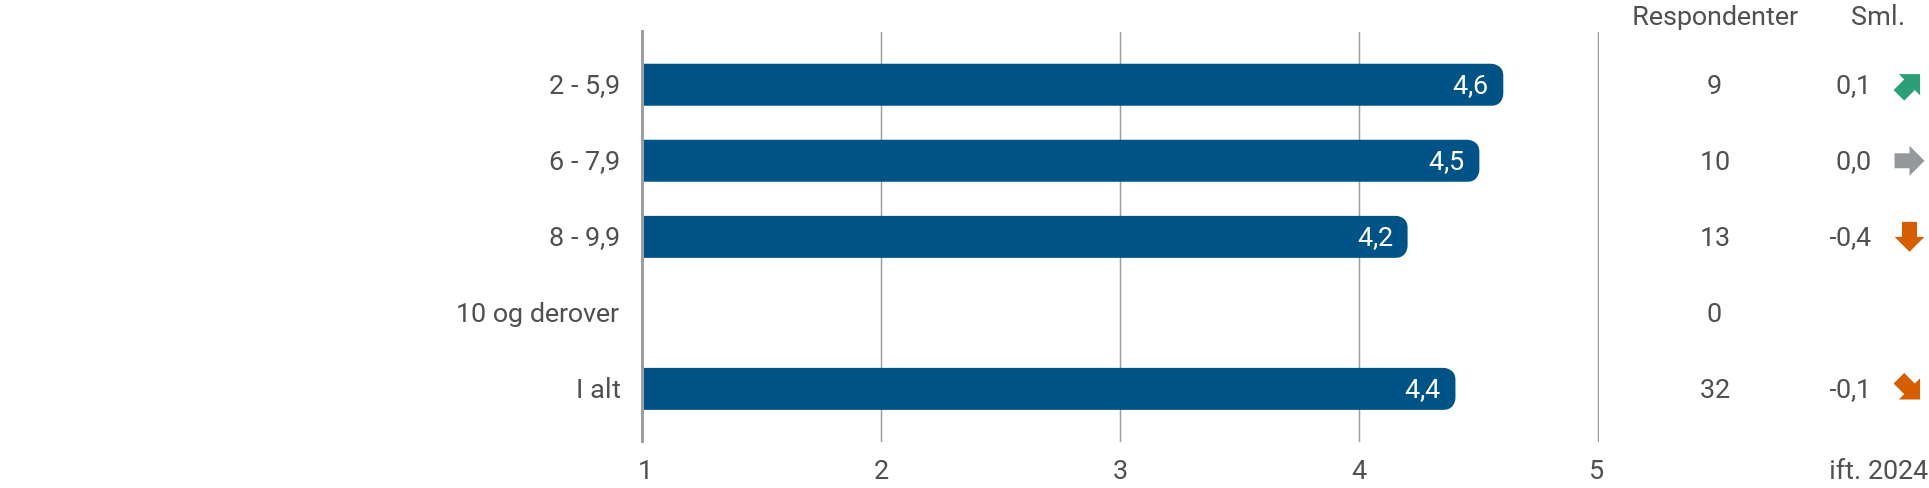 Respondenter Sml.
2 - 5,9 4,6 9 0,1
6 - 7,9 4,5 10 0,0
8 - 9,9 4,2 13 -0,4
10 og derover 0
I alt 4,4 32 -0,1
1 2 3 4 5 ift. 2024